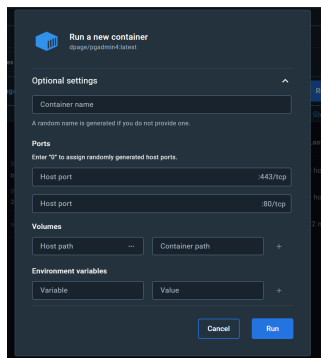 Run a new container
dpage/pgadmin4:latest
Optional settings
Container name
A random name is generated if you do not provide one.
Ports
Enter "0" to assign randomly generated host ports.
Host port :443/tcp
Host port :80/tcp
Volumes
Host path ... Container path +
Environment variables
Variable Value +
Cancel Run